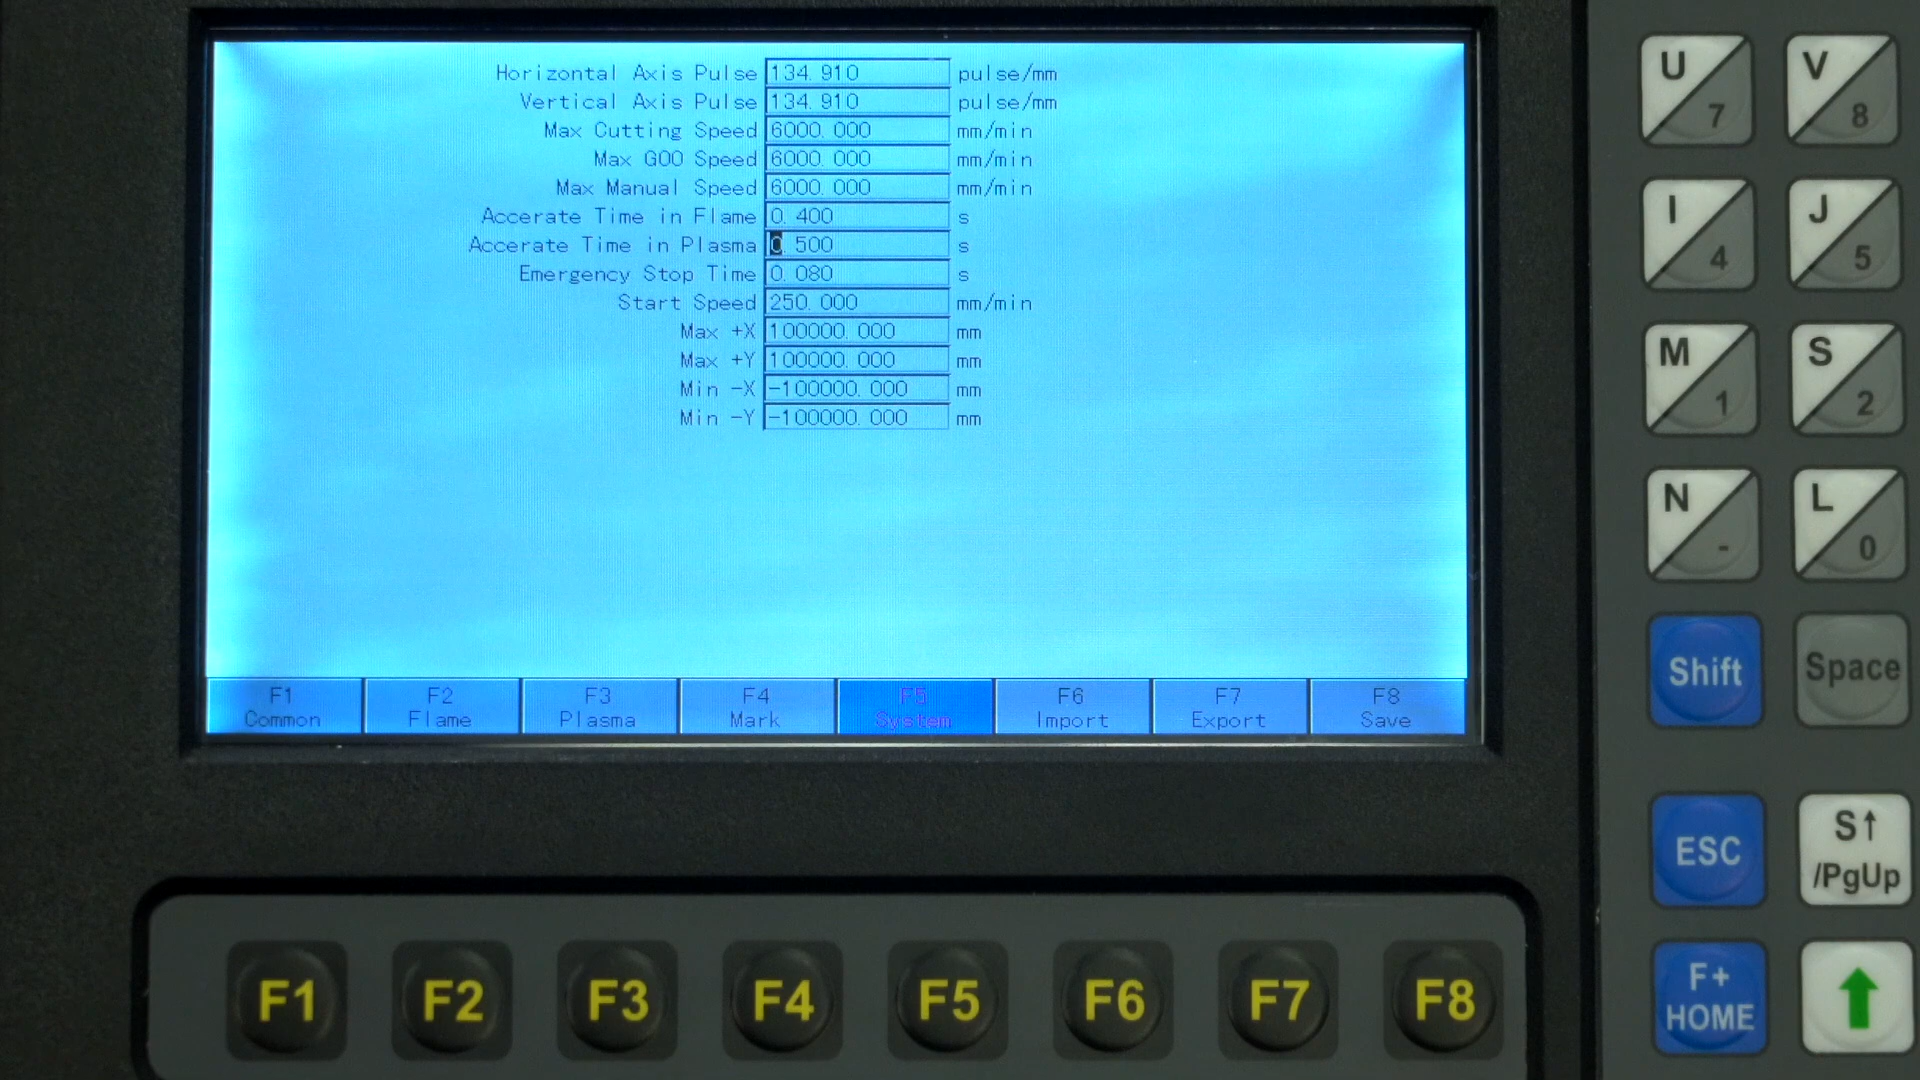 Horizontal Axis Pulse 134.910 pulse/mm
Vertical Axis Pulse 134.910 pulse/mm
Max Cutting Speed 6000.000 mm/min
Max G00 Speed 6000.000 mm/min
Max Manual Speed 6000.000 mm/min
Accerate Time in Flame 0.400 s
Accerate Time in Plasma 0.500 s
Emergency Stop Time 0.080 s
Start Speed 250.000 mm/min
Max +X 100000.000 mm
Max +Y 100000.000 mm
Min -X -100000.000 mm
Min -Y -100000.000 mm
F1 F2 F3 F4 F5 F6 F7 F8
Common Flame Plasma Mark System Import Export Save
F1 F2 F3 F4 F5 F6 F7 F8
U 7 V 8
I 4 J 5
M 1 S 2
N - L 0
Shift Space
ESC S↑ /PgUp
F+ HOME ↑